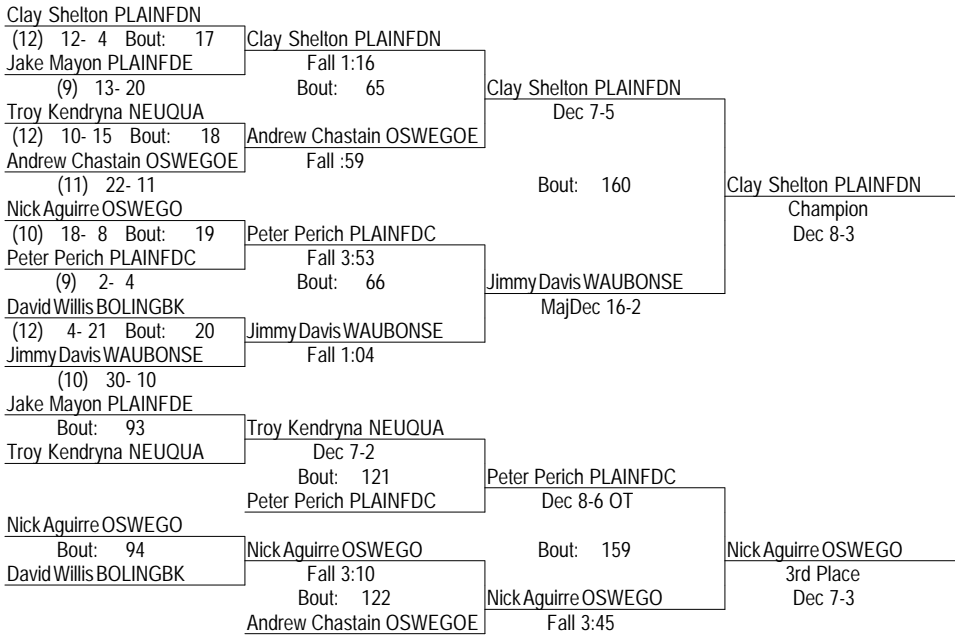 Clay Shelton PLAINFDN
(12) 12- 4 Bout: 17 Clay Shelton PLAINFDN
Jake Mayon PLAINFDE Fall 1:16
(9) 13- 20 Bout: 65 Clay Shelton PLAINFDN
Troy Kendryna NEUQUA Dec 7-5
(12) 10- 15 Bout: 18 Andrew Chastain OSWEGOE
Andrew Chastain OSWEGOE Fall :59
(11) 22- 11 Bout: 160 Clay Shelton PLAINFDN
Nick Aguirre OSWEGO Champion
(10) 18- 8 Bout: 19 Peter Perich PLAINFDC Dec 8-3
Peter Perich PLAINFDC Fall 3:53
(9) 2- 4 Bout: 66 Jimmy Davis WAUBONSE
David Willis BOLINGBK MajDec 16-2
(12) 4- 21 Bout: 20 Jimmy Davis WAUBONSE
Jimmy Davis WAUBONSE Fall 1:04
(10) 30- 10
Jake Mayon PLAINFDE
Bout: 93 Troy Kendryna NEUQUA
Troy Kendryna NEUQUA Dec 7-2
Bout: 121 Peter Perich PLAINFDC
Peter Perich PLAINFDC Dec 8-6 OT
Nick Aguirre OSWEGO
Bout: 94 Nick Aguirre OSWEGO Bout: 159 Nick Aguirre OSWEGO
David Willis BOLINGBK Fall 3:10 3rd Place
Bout: 122 Nick Aguirre OSWEGO Dec 7-3
Andrew Chastain OSWEGOE Fall 3:45